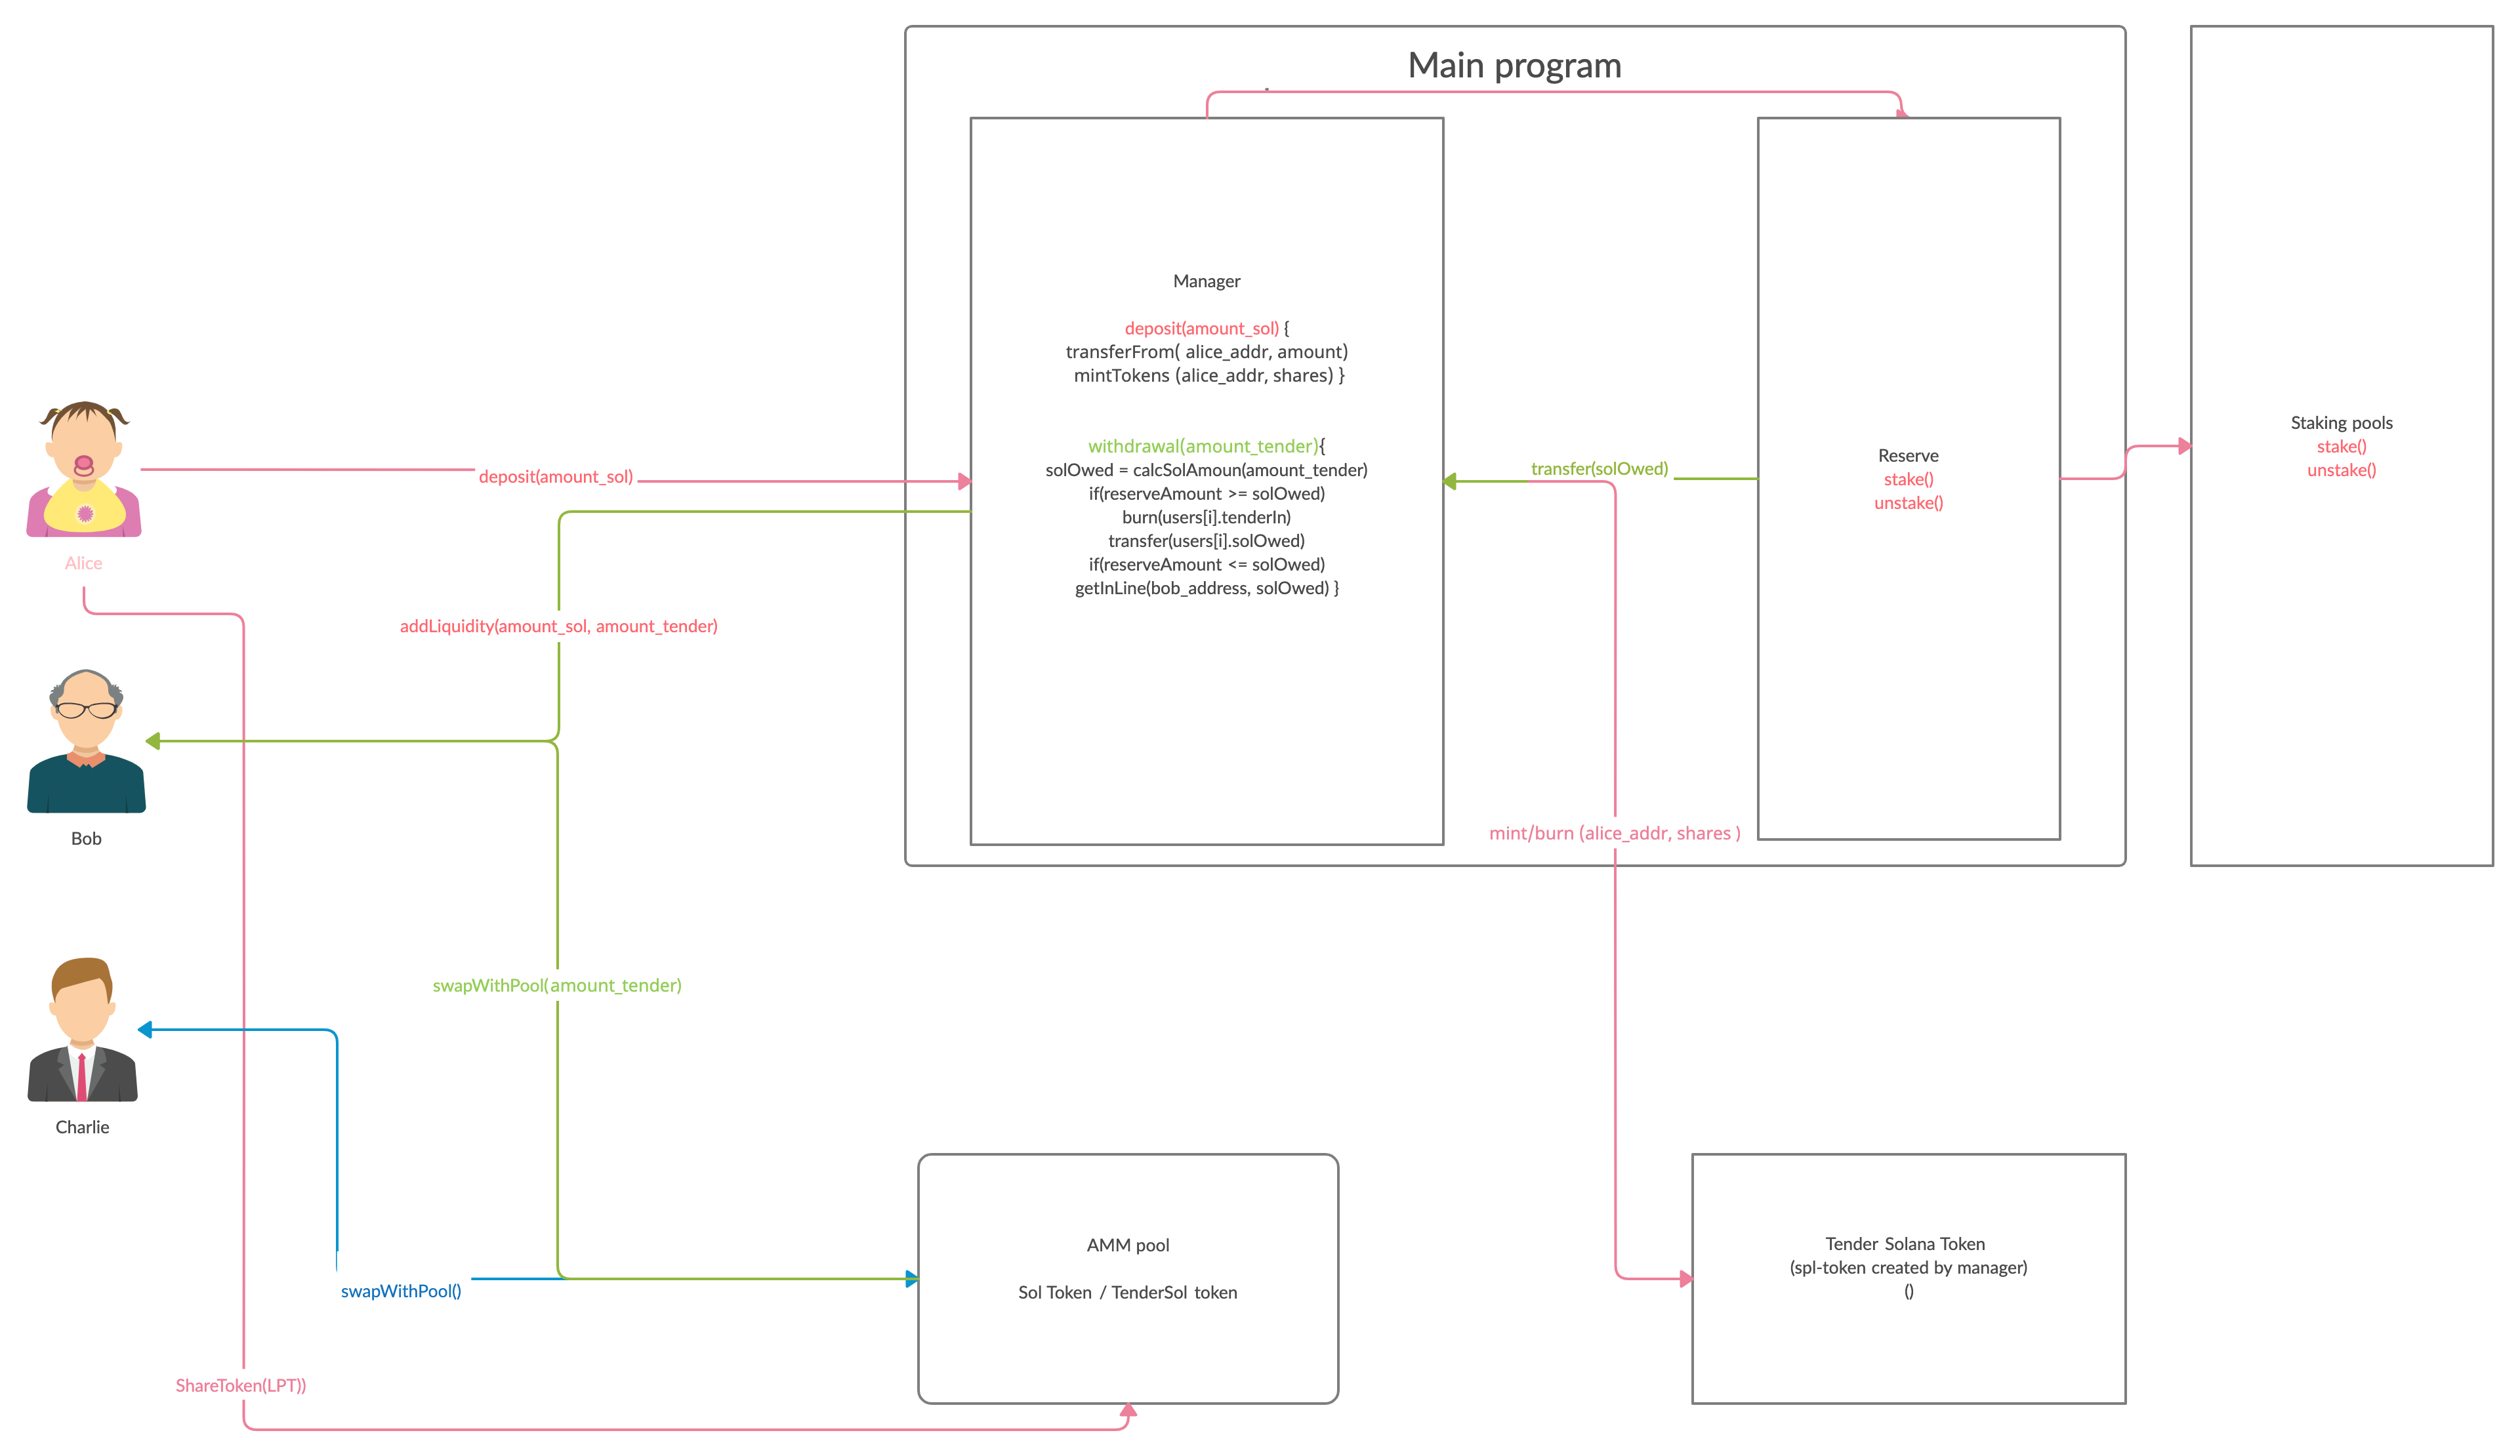 Main program
Manager
deposit(amount_sol) {
transferFrom( alice_addr, amount)
mintTokens (alice_addr, shares) }
withdrawal(amount_tender){
solOwed = calcSolAmoun(amount_tender)
if(reserveAmount >= solOwed)
burn(users[i].tenderIn)
transfer(users[i].solOwed)
if(reserveAmount <= solOwed)
getInLine(bob_address, solOwed) }
transfer(solOwed)
Reserve
stake()
unstake()
Staking pools
stake()
unstake()
deposit(amount_sol)
Alice
addLiquidity(amount_sol, amount_tender)
Bob
mint/burn (alice_addr, shares )
swapWithPool(amount_tender)
Charlie
swapWithPool()
AMM pool
Sol Token / TenderSol token
Tender Solana Token
(spl-token created by manager)
()
ShareToken(LPT))